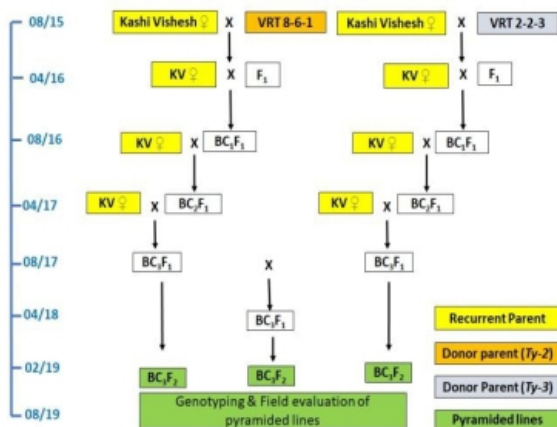 08/15 Kashi Vishesh ♀ X VRT 8-6-1 Kashi Vishesh ♀ X VRT 2-2-3
04/16 KV ♀ X F₁ KV ♀ X F₁
08/16 KV ♀ X BC₁F₁ KV ♀ X BC₁F₁
04/17 KV ♀ X BC₂F₁ KV ♀ X BC₂F₁
08/17 BC₃F₁ X BC₃F₁
04/18 BC₃F₁
Recurrent Parent
Donor parent (Ty-2)
02/19 BC₃F₂ BC₃F₂ BC₃F₂
Donor Parent (Ty-3)
Genotyping & Field evaluation of
pyramided lines
Pyramided lines
08/19